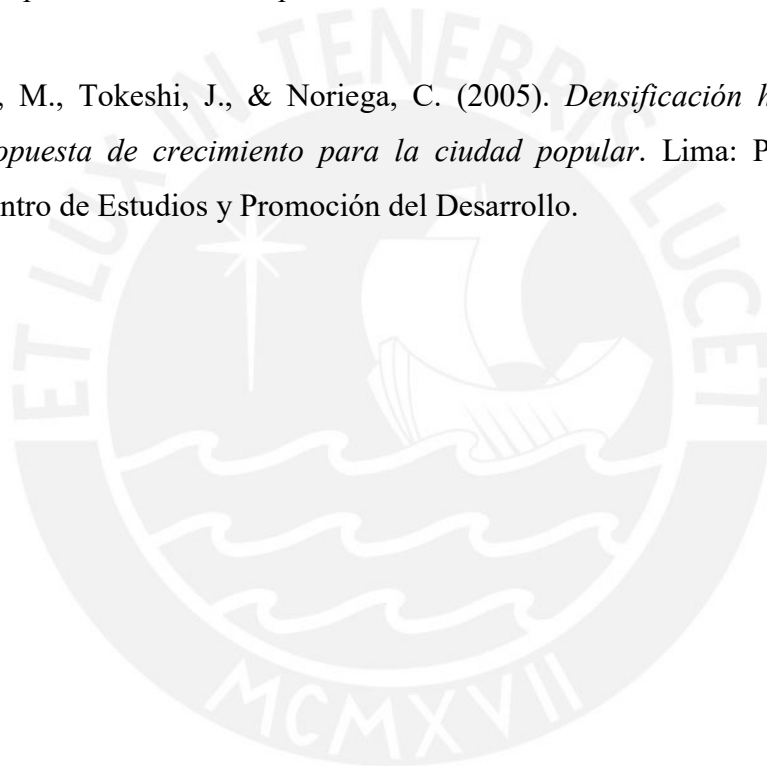 , M., Tokeshi, J., & Noriega, C. (2005). Densificación
opuesta de crecimiento para la ciudad popular. Lima: P
ntro de Estudios y Promoción del Desarrollo.
ET LUX IN TENEBRIS LUCET
MCMXVII